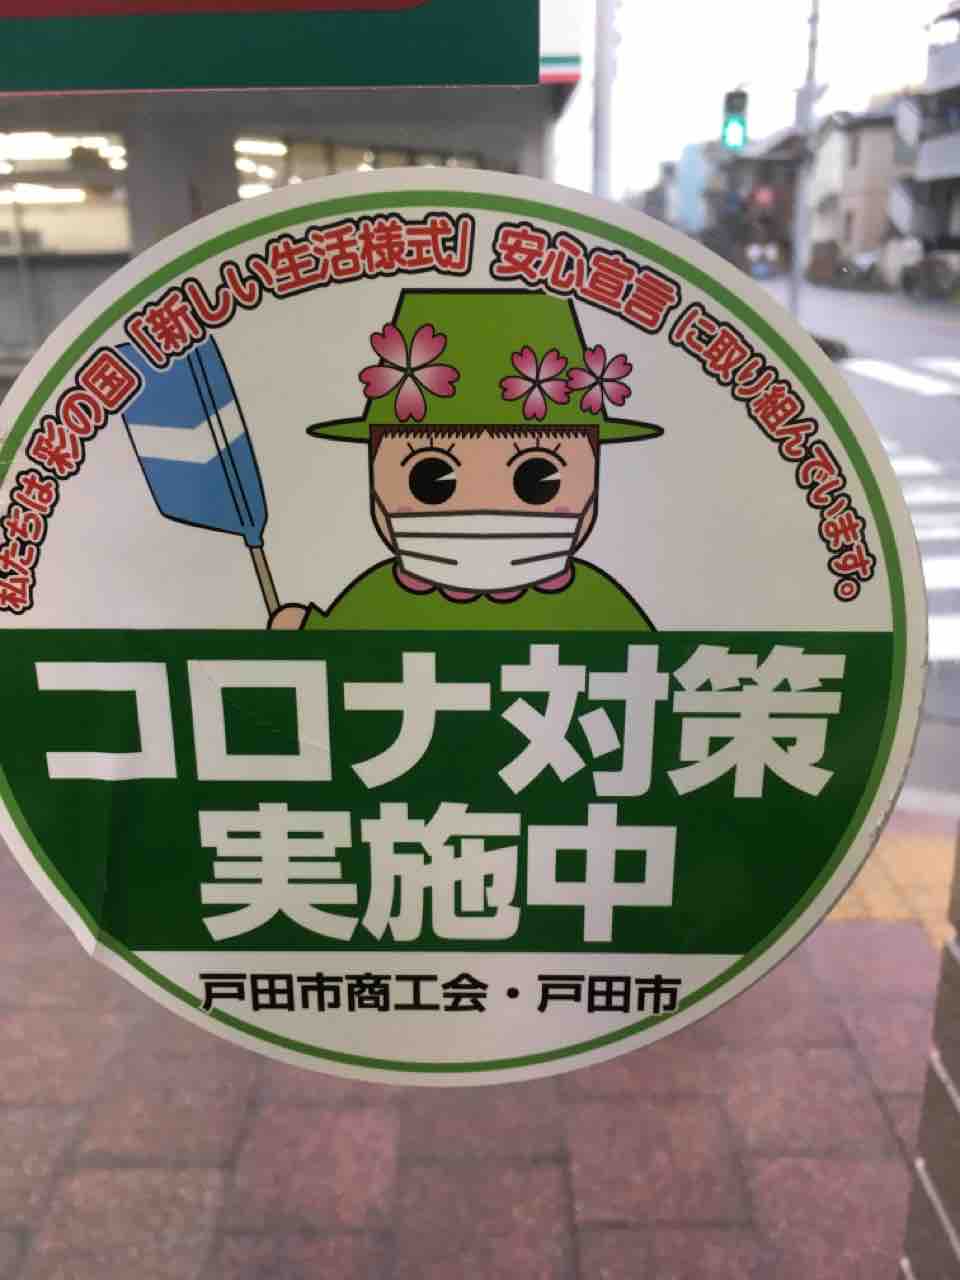 私たちは 彩の国「新しい生活様式」安心宣言 に取り組んでいます。
コロナ対策
実施中
戸田市商工会・戸田市